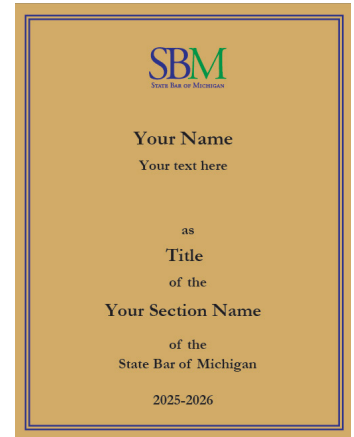 SBM
STATE BAR OF MICHIGAN
Your Name
Your text here
as
Title
of the
Your Section Name
of the
State Bar of Michigan
2025-2026